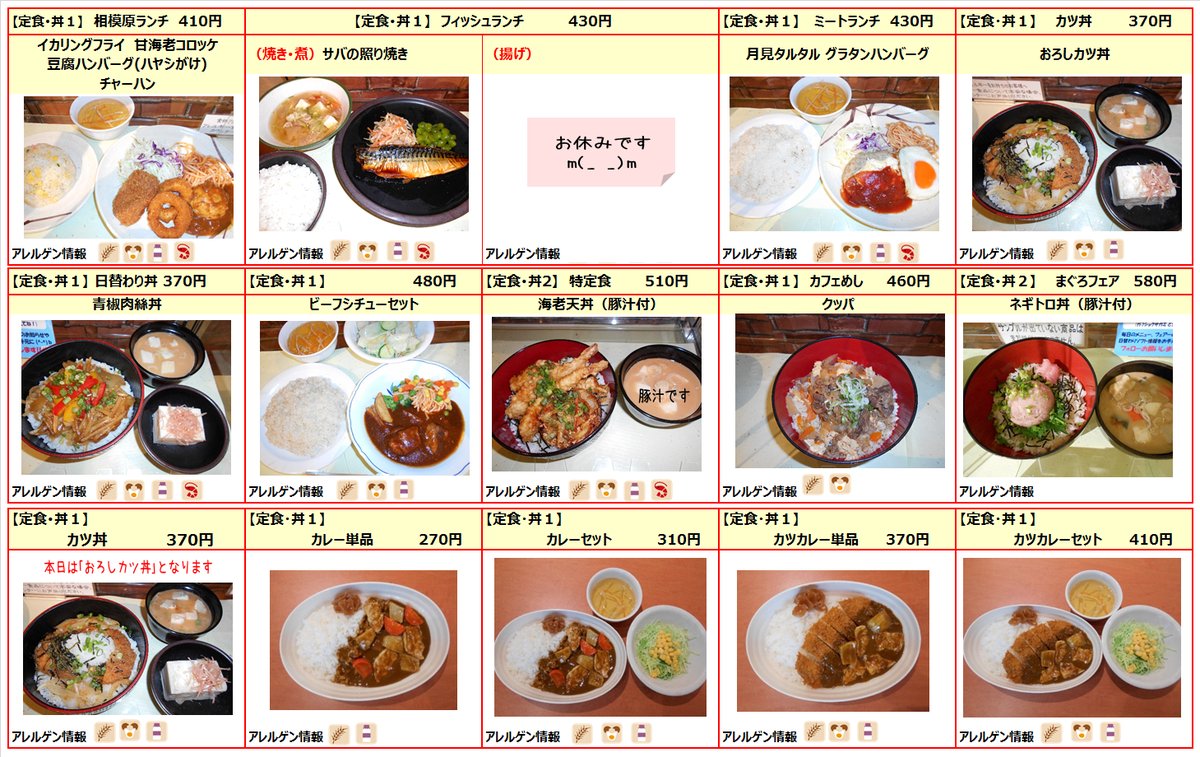 【定食・丼１】 相模原ランチ 410円
イカリングフライ 甘海老コロッケ
豆腐ハンバーグ(ハヤシがけ)
チャーハン
アレルゲン情報
【定食・丼１】 フィッシュランチ 430円
（焼き・煮）サバの照り焼き
アレルゲン情報
（揚げ）
お休みです
m(_ _)m
アレルゲン情報
【定食・丼１】 ミートランチ 430円
月見タルタル グラタンハンバーグ
アレルゲン情報
【定食・丼１】 カツ丼 370円
おろしカツ丼
アレルゲン情報
【定食・丼１】日替わり丼 370円
青椒肉絲丼
アレルゲン情報
【定食・丼１】 480円
ビーフシチューセット
アレルゲン情報
【定食・丼２】 特定食 510円
海老天丼（豚汁付）
豚汁です
アレルゲン情報
【定食・丼１】カフェめし 460円
クッパ
アレルゲン情報
【定食・丼２】 まぐろフェア 580円
ネギトロ丼（豚汁付）
アレルゲン情報
【定食・丼１】
カツ丼 370円
本日は「おろしカツ丼」となります
アレルゲン情報
【定食・丼１】
カレー単品 270円
アレルゲン情報
【定食・丼１】
カレーセット 310円
アレルゲン情報
【定食・丼１】
カツカレー単品 370円
アレルゲン情報
【定食・丼１】
カツカレーセット 410円
アレルゲン情報